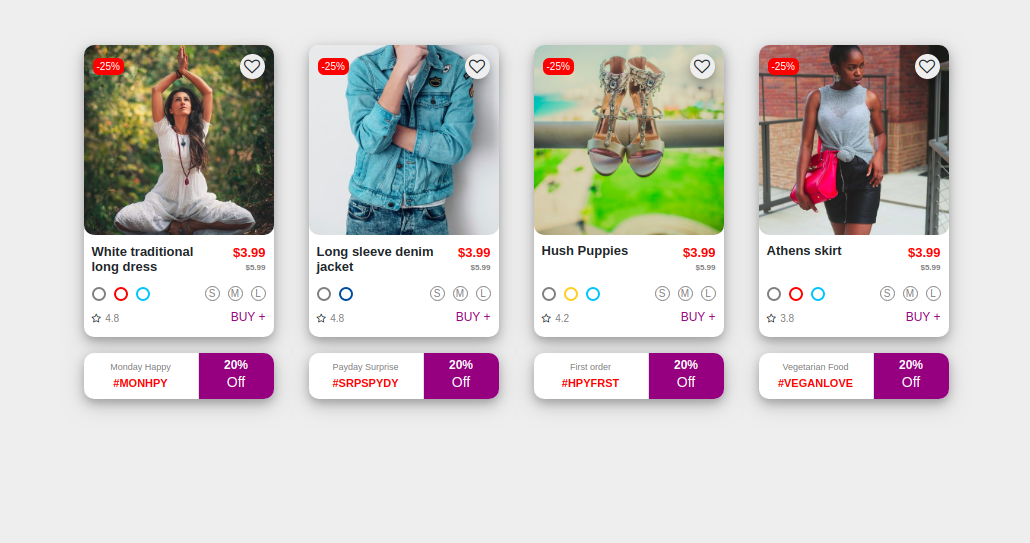 -25%
White traditional
long dress
$3.99
$5.99
S M L
4.8
BUY +
Monday Happy
#MONHPY
20%
Off
-25%
Long sleeve denim
jacket
$3.99
$5.99
S M L
4.8
BUY +
Payday Surprise
#SRPSPYDY
20%
Off
-25%
Hush Puppies
$3.99
$5.99
S M L
4.2
BUY +
First order
#HPYFRST
20%
Off
-25%
Athens skirt
$3.99
$5.99
S M L
3.8
BUY +
Vegetarian Food
#VEGANLOVE
20%
Off